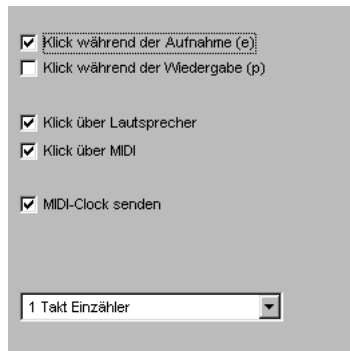 Klick während der Aufnahme (e)
Klick während der Wiedergabe (p)
Klick über Lautsprecher
Klick über MIDI
MIDI-Clock senden
1 Takt Einzähler